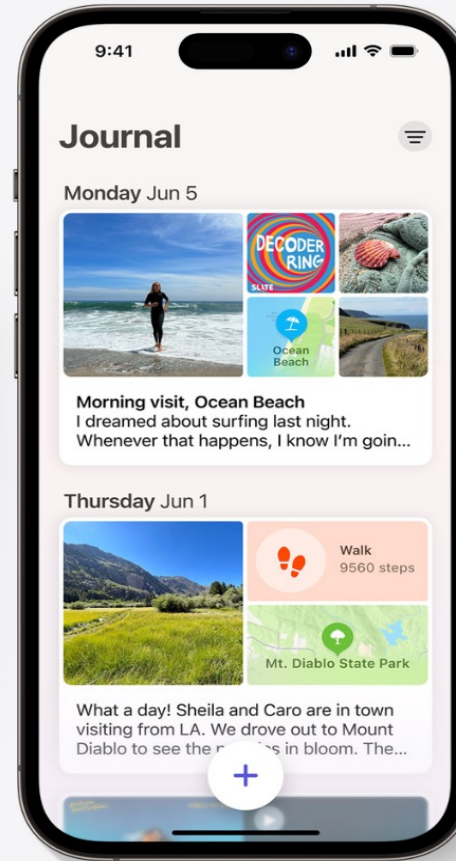 9:41
Journal
Monday Jun 5
DECODER
RING
SLATE
Ocean
Beach
Morning visit, Ocean Beach
I dreamed about surfing last night.
Whenever that happens, I know I'm goin...
Thursday Jun 1
Walk
9560 steps
Mt. Diablo State Park
What a day! Sheila and Caro are in town
visiting from LA. We drove out to Mount
Diablo to see the in bloom. The...
+